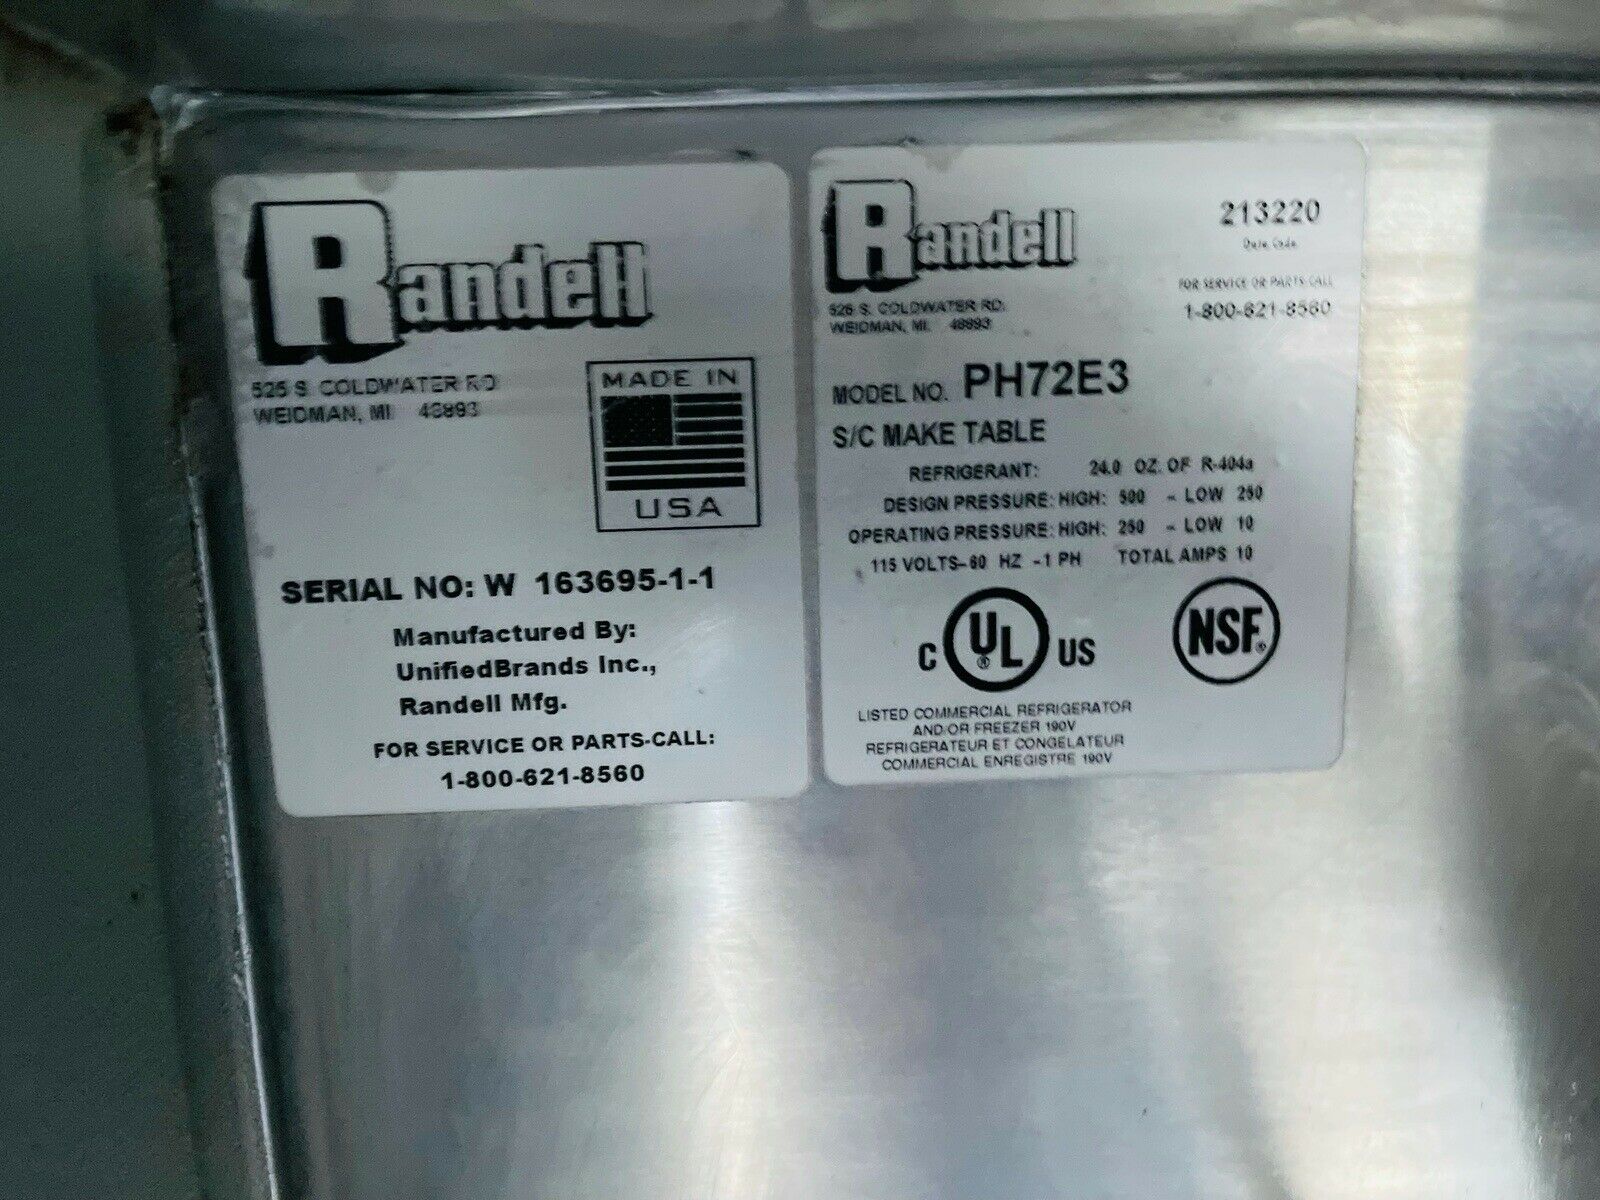 Randell
525 S. COLDWATER RD
WEIDMAN, MI 48893
MADE IN
USA
SERIAL NO: W 163695-1-1
Manufactured By:
UnifiedBrands Inc.,
Randell Mfg.
FOR SERVICE OR PARTS-CALL:
1-800-621-8560
Randell
213220
Date Code
525 S. COLDWATER RD.
WEIDMAN, MI. 48893
FOR SERVICE OR PARTS CALL
1-800-621-8560
MODEL NO. PH72E3
S/C MAKE TABLE
REFRIGERANT: 24.0 OZ. OF R-404a
DESIGN PRESSURE: HIGH: 500 - LOW 250
OPERATING PRESSURE: HIGH: 250 - LOW 10
115 VOLTS- 60 HZ -1 PH TOTAL AMPS 10
C UL ® US
NSF®
LISTED COMMERCIAL REFRIGERATOR
AND/OR FREEZER 190V
REFRIGERATEUR ET CONGELATEUR
COMMERCIAL ENREGISTRE 190V